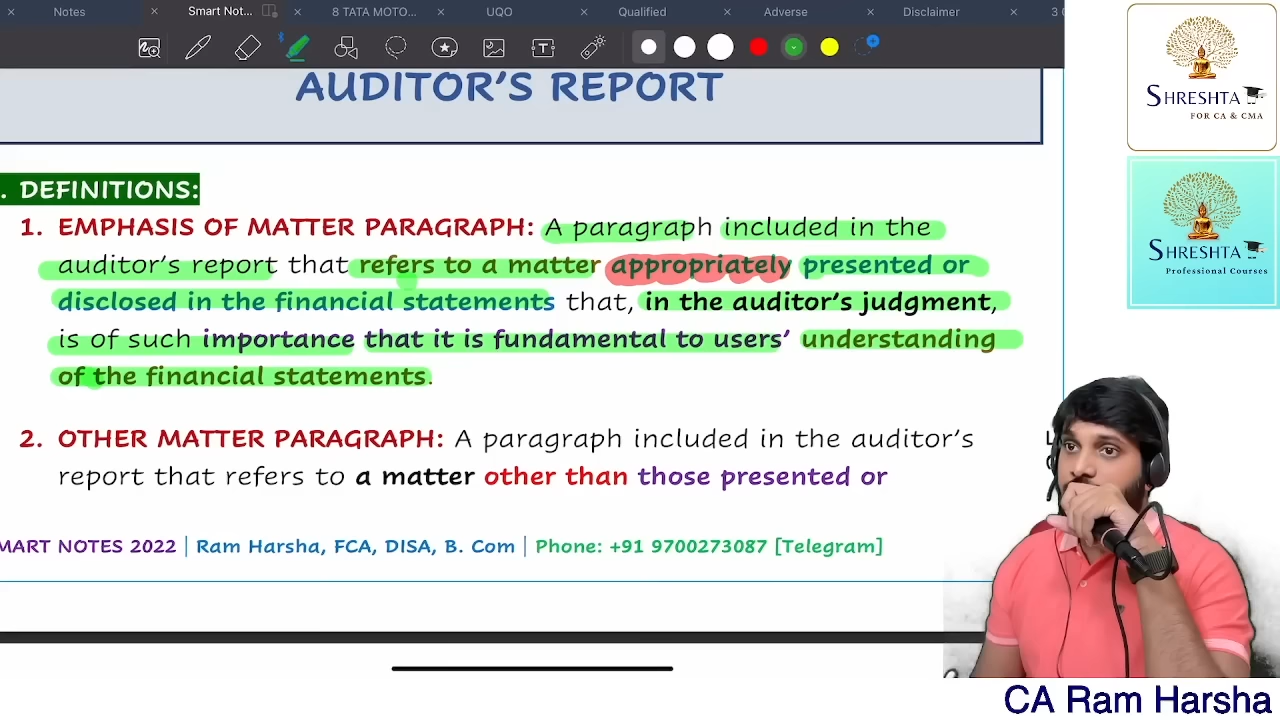 Notes
Smart Not...
8 TATA MOTO...
UQO
Qualified
Adverse
Disclaimer
AUDITOR'S REPORT
. DEFINITIONS:
1. EMPHASIS OF MATTER PARAGRAPH: A paragraph included in the
auditor's report that refers to a matter appropriately presented or
disclosed in the financial statements that, in the auditor's judgment,
is of such importance that it is fundamental to users' understanding
of the financial statements.
2. OTHER MATTER PARAGRAPH: A paragraph included in the auditor's
report that refers to a matter other than those presented or
MART NOTES 2022 | Ram Harsha, FCA, DISA, B. Com | Phone: +91 9700273087 [Telegram]
SHRESHTA
FOR CA & CMA
SHRESHTA
Professional Courses
CA Ram Harsha